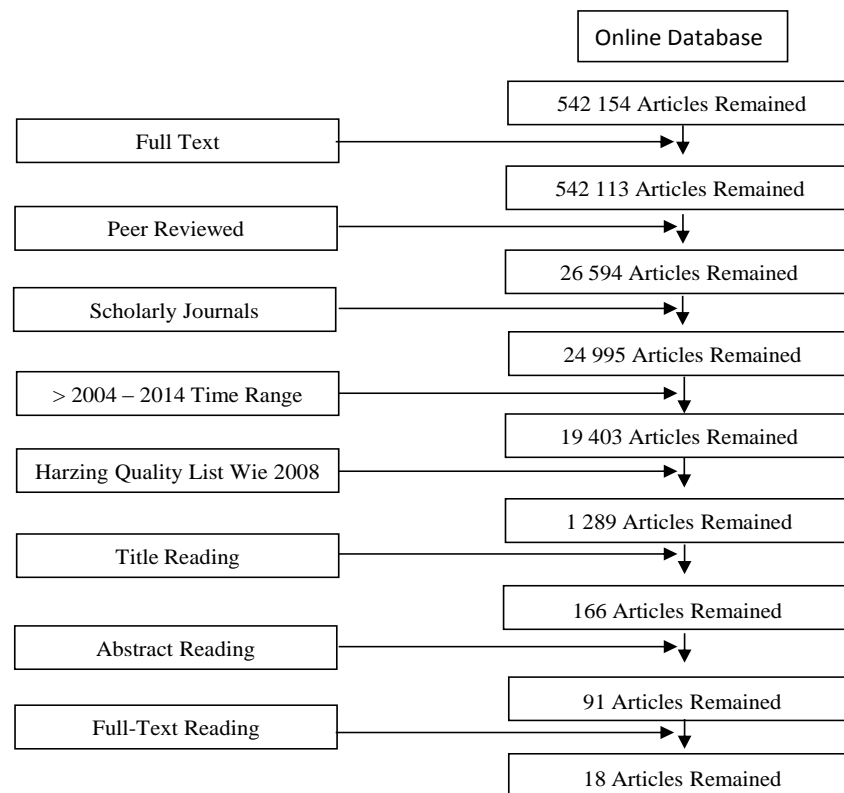 Online Database
542 154 Articles Remained
Full Text
542 113 Articles Remained
Peer Reviewed
26 594 Articles Remained
Scholarly Journals
24 995 Articles Remained
> 2004 – 2014 Time Range
19 403 Articles Remained
Harzing Quality List Wie 2008
1 289 Articles Remained
Title Reading
166 Articles Remained
Abstract Reading
91 Articles Remained
Full-Text Reading
18 Articles Remained